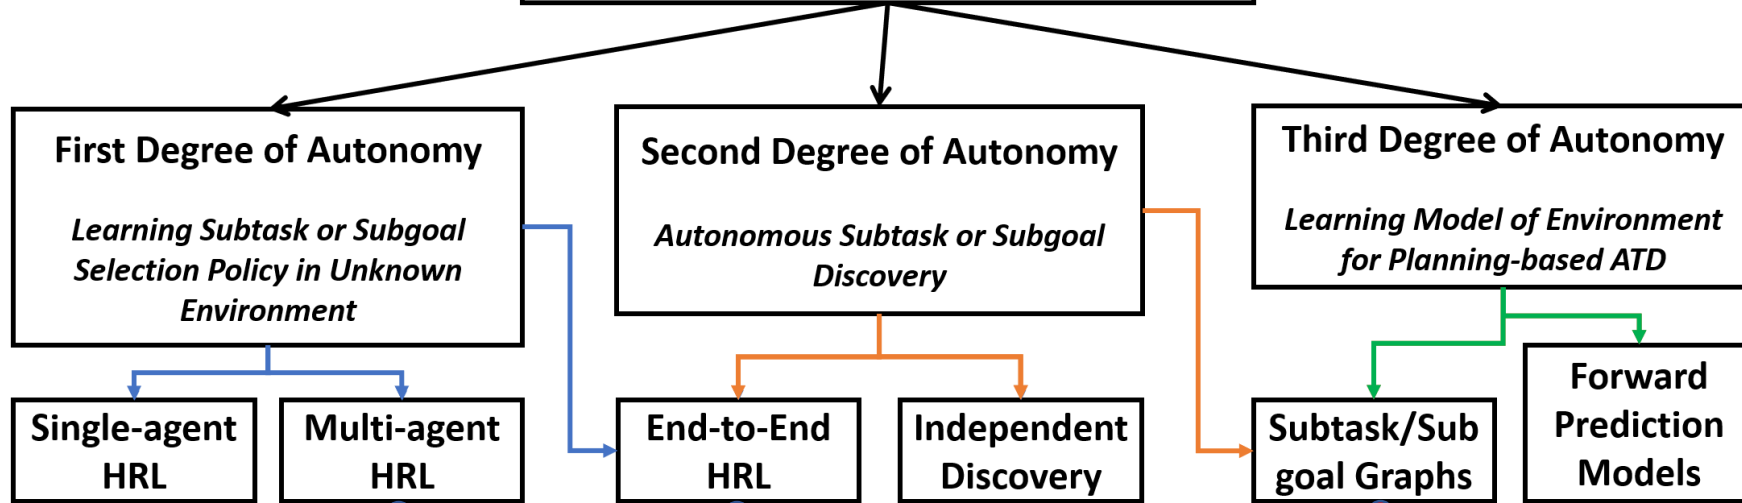 First Degree of Autonomy
Learning Subtask or Subgoal
Selection Policy in Unknown
Environment
Second Degree of Autonomy
Autonomous Subtask or Subgoal
Discovery
Third Degree of Autonomy
Learning Model of Environment
for Planning-based ATD
Single-agent
HRL
Multi-agent
HRL
End-to-End
HRL
Independent
Discovery
Subtask/Sub
goal Graphs
Forward
Prediction
Models